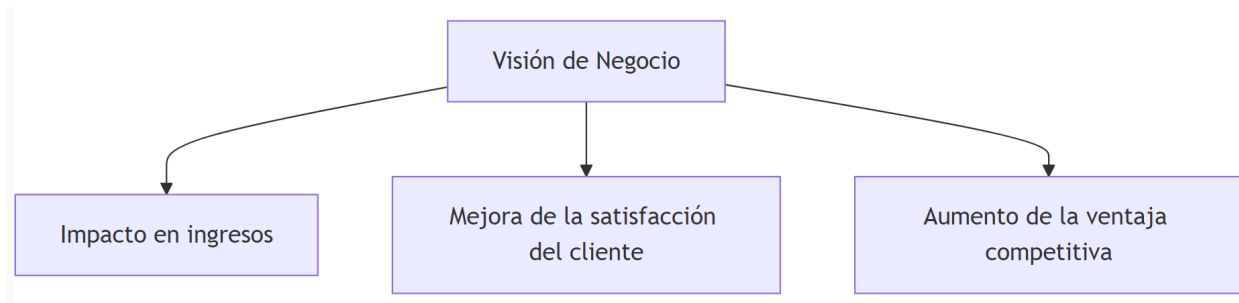 Visión de Negocio
Impacto en ingresos
Mejora de la satisfacción
del cliente
Aumento de la ventaja
competitiva